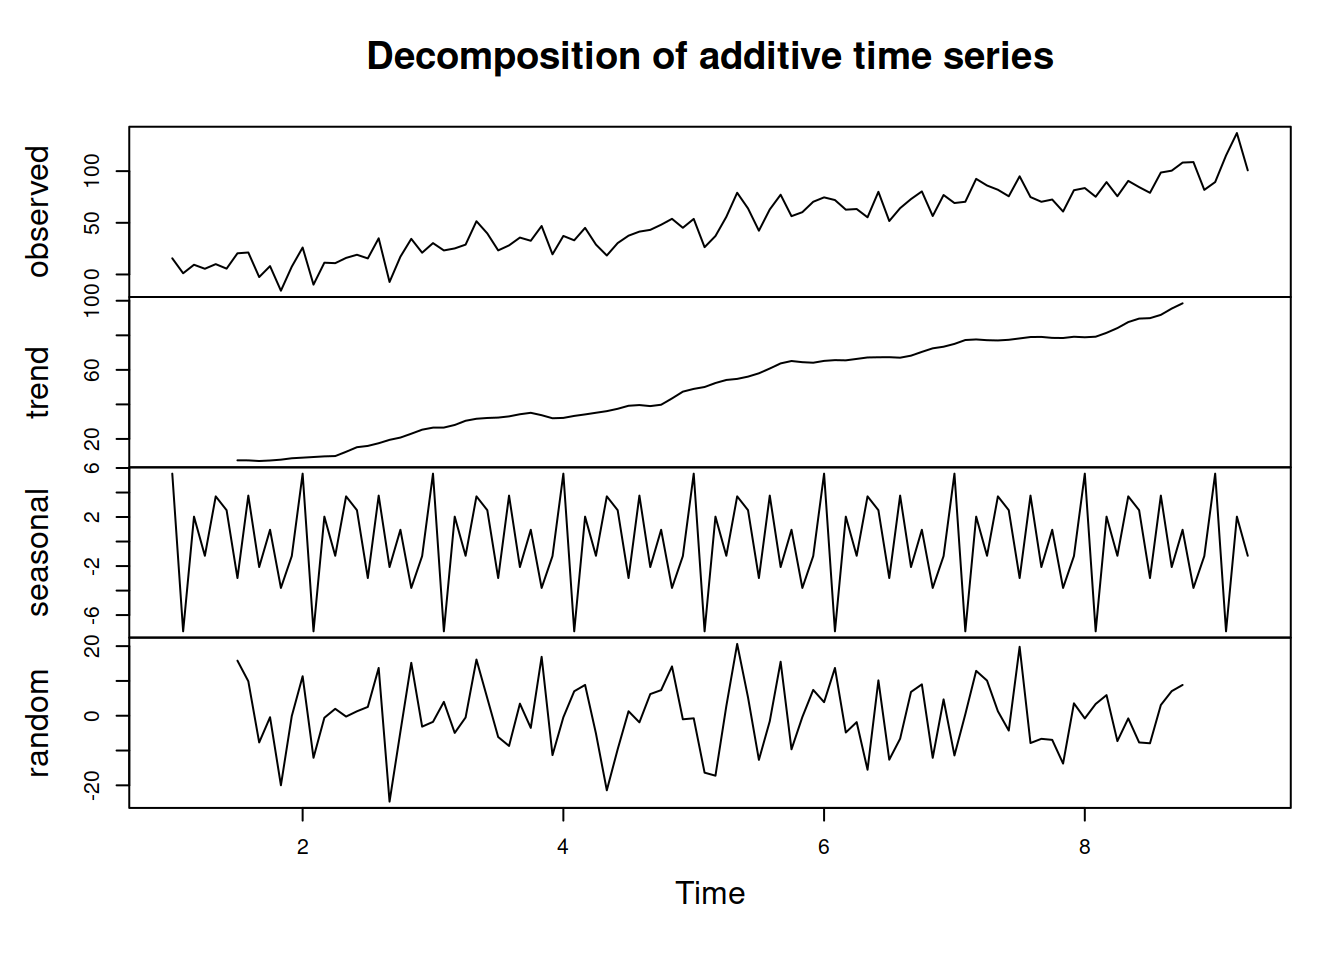 Decomposition of additive time series
observed
0 50 100
trend
20 60 100
seasonal
-6 -2 2 6
random
-20 0 20
2 4 6 8
Time